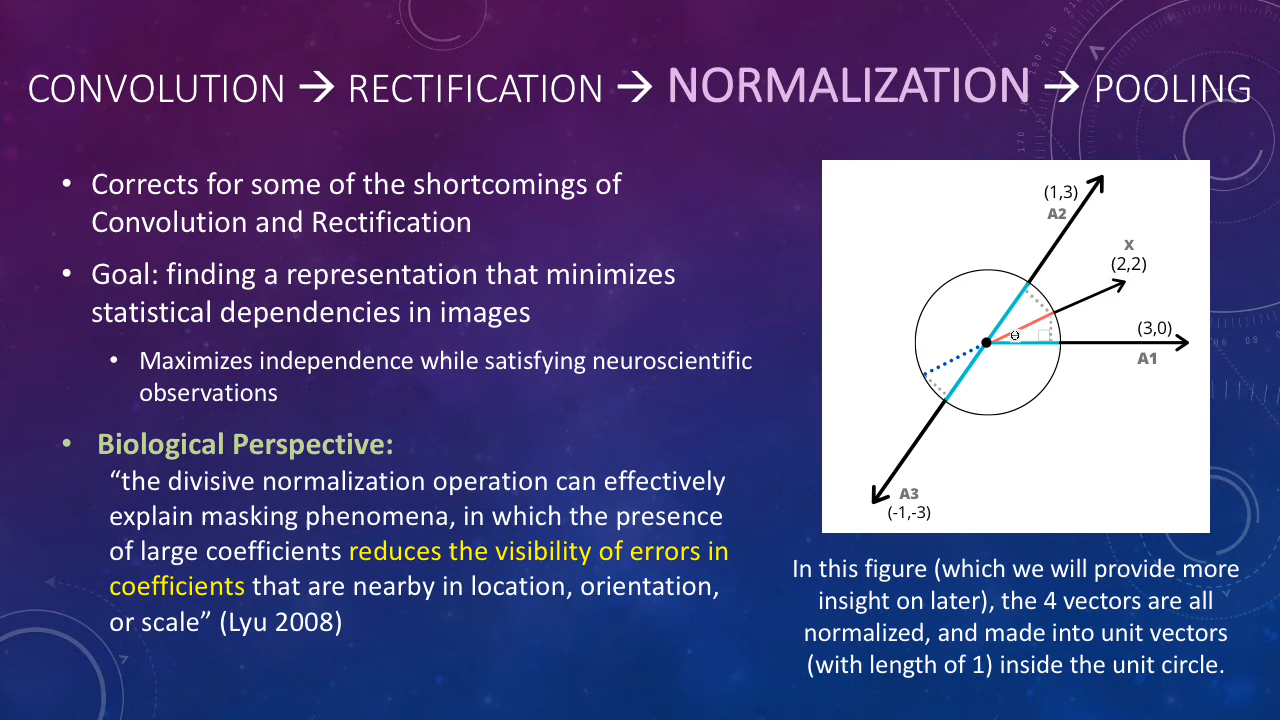 CONVOLUTION → RECTIFICATION → NORMALIZATION → POOLING
• Corrects for some of the shortcomings of
Convolution and Rectification
• Goal: finding a representation that minimizes
statistical dependencies in images
• Maximizes independence while satisfying neuroscientific
observations
• Biological Perspective:
“the divisive normalization operation can effectively
explain masking phenomena, in which the presence
of large coefficients reduces the visibility of errors in
coefficients that are nearby in location, orientation,
or scale” (Lyu 2008)
(1,3)
A2
X
(2,2)
(3,0)
A1
Θ
A3
(-1,-3)
In this figure (which we will provide more
insight on later), the 4 vectors are all
normalized, and made into unit vectors
(with length of 1) inside the unit circle.
210
200
190
170